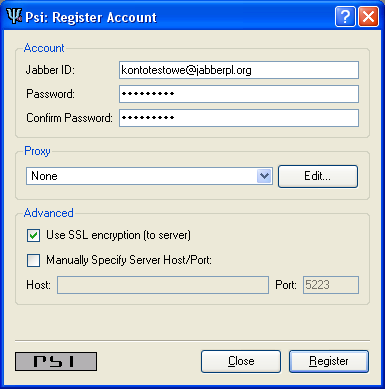 Psi: Register Account
Account
Jabber ID: kontotestowe@jabberpl.org
Password: •••••••••
Confirm Password: •••••••••
Proxy
None Edit...
Advanced
Use SSL encryption (to server)
Manually Specify Server Host/Port:
Host: Port: 5223
PSI Close Register